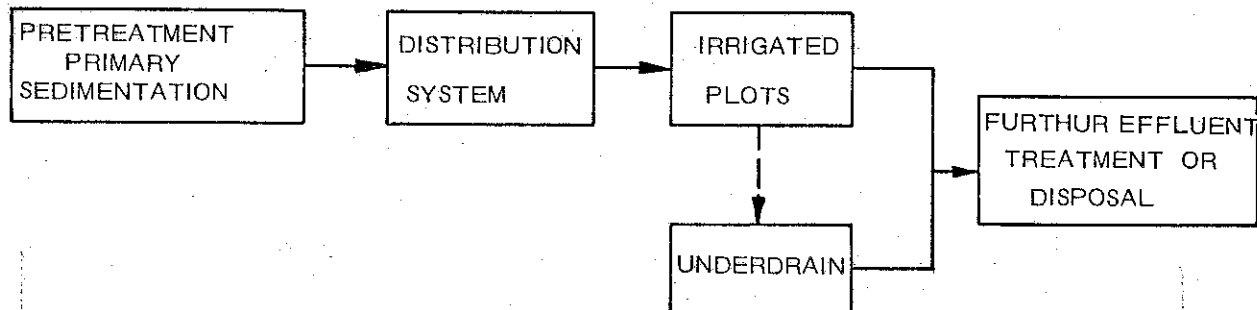 PRETREATMENT
PRIMARY
SEDIMENTATION
DISTRIBUTION
SYSTEM
IRRIGATED
PLOTS
UNDERDRAIN
FURTHUR EFFLUENT
TREATMENT OR
DISPOSAL